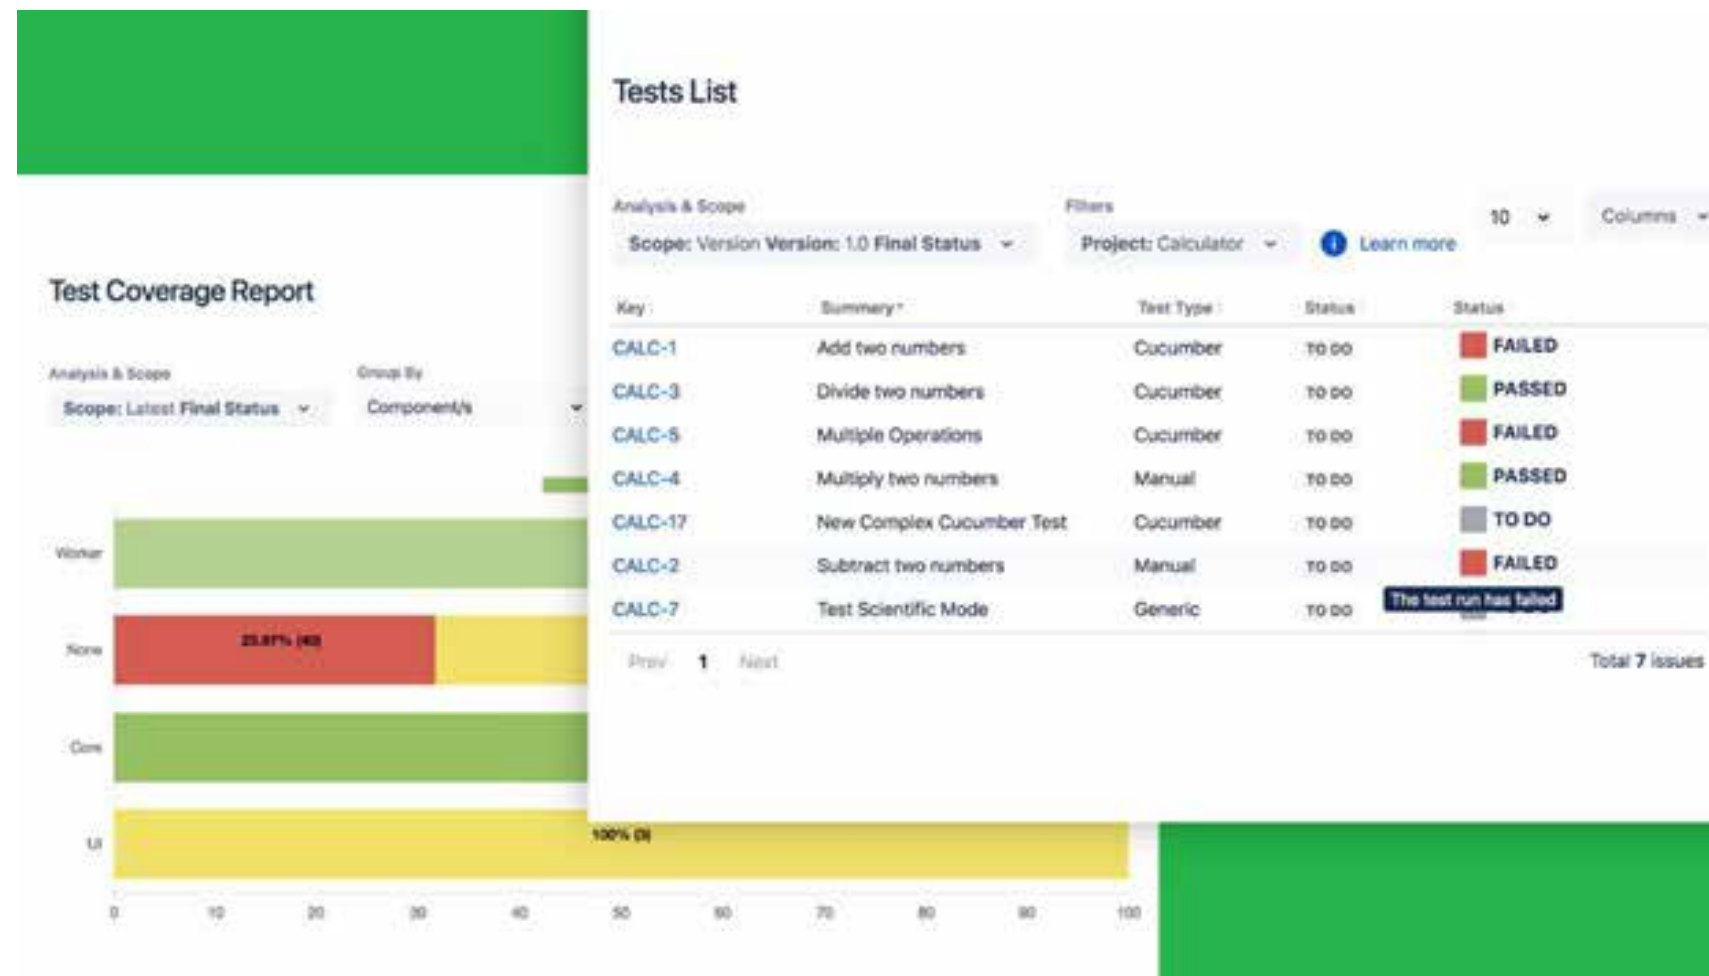 Tests List
Analysis & Scope
Filters
Scope: Version Version: 1.0 Final Status
Project: Calculator
Learn more
10
Columns
Key
Summary
Test Type
Status
Status
CALC-1 Add two numbers Cucumber TO DO FAILED
CALC-3 Divide two numbers Cucumber TO DO PASSED
CALC-5 Multiple Operations Cucumber TO DO FAILED
CALC-4 Multiply two numbers Manual TO DO PASSED
CALC-17 New Complex Cucumber Test Cucumber TO DO TO DO
CALC-2 Subtract two numbers Manual TO DO FAILED
CALC-7 Test Scientific Mode Generic TO DO
The test run has failed
Prev 1 Next
Total 7 issues
Test Coverage Report
Analysis & Scope
Group By
Scope: Latest Final Status
Component/s
Worker
None
Core
UI
100% (3)
0 10 20 30 40 50 60 70 80 90 100